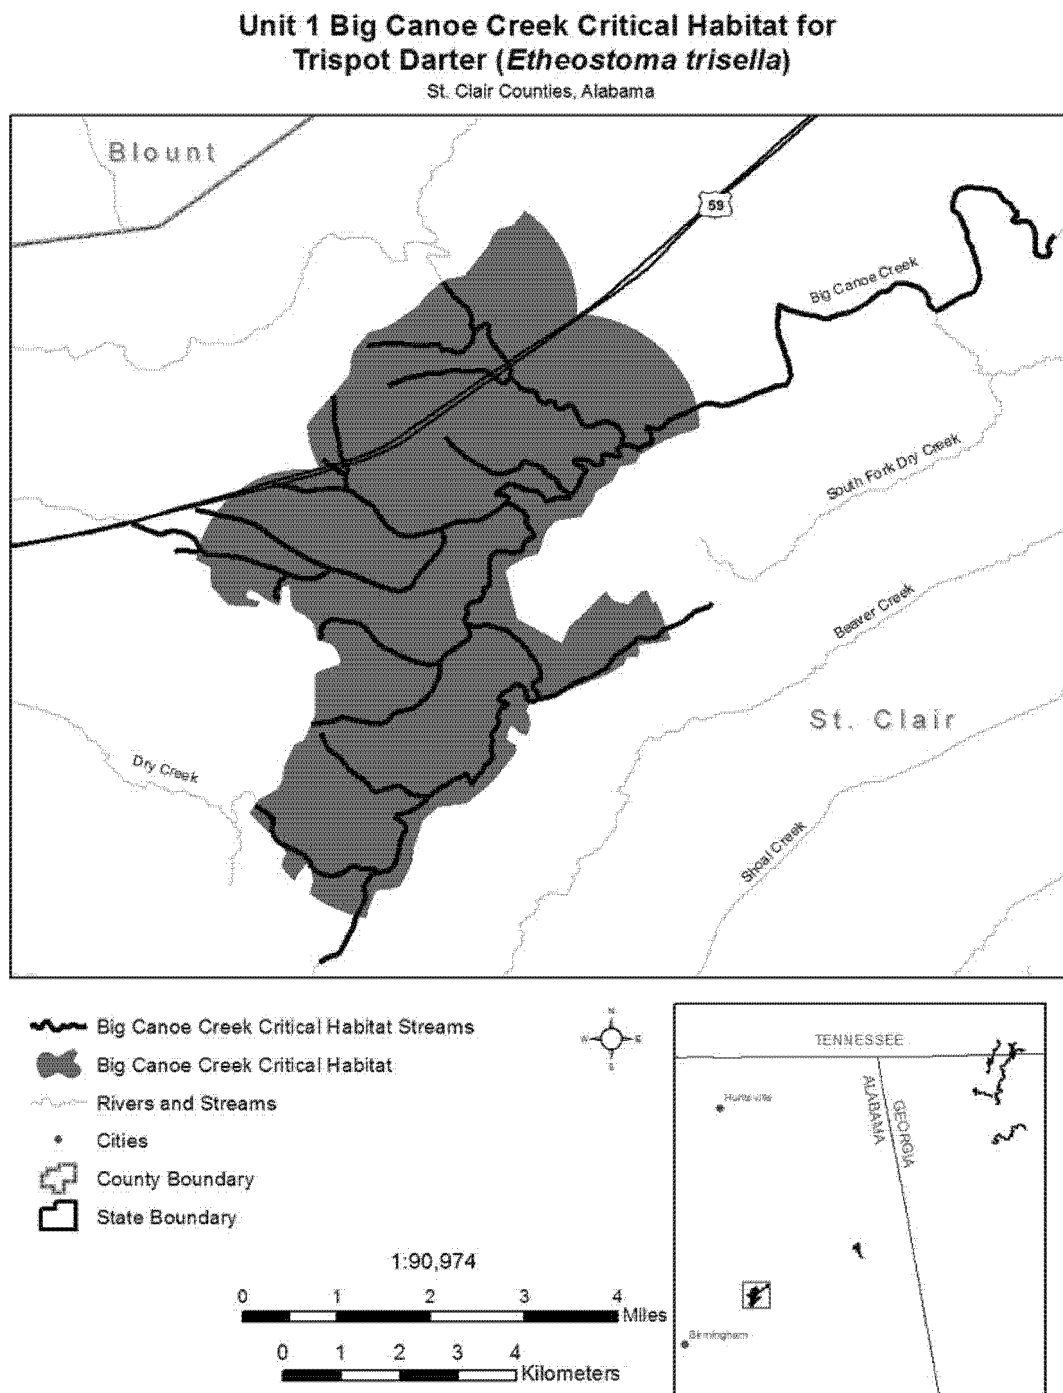 Unit 1 Big Canoe Creek Critical Habitat for
Trispot Darter (Etheostoma trisella)
St. Clair Counties, Alabama
Blount
59
Big Canoe Creek
South Fork Dry Creek
Beaver Creek
St. Clair
Dry Creek
Shoal Creek
Big Canoe Creek Critical Habitat Streams
Big Canoe Creek Critical Habitat
Rivers and Streams
Cities
County Boundary
State Boundary
N
W E
S
1:90,974
0 1 2 3 4
Miles
0 1 2 3 4
Kilometers
TENNESSEE
Huntsville
ALABAMA
GEORGIA
Birmingham